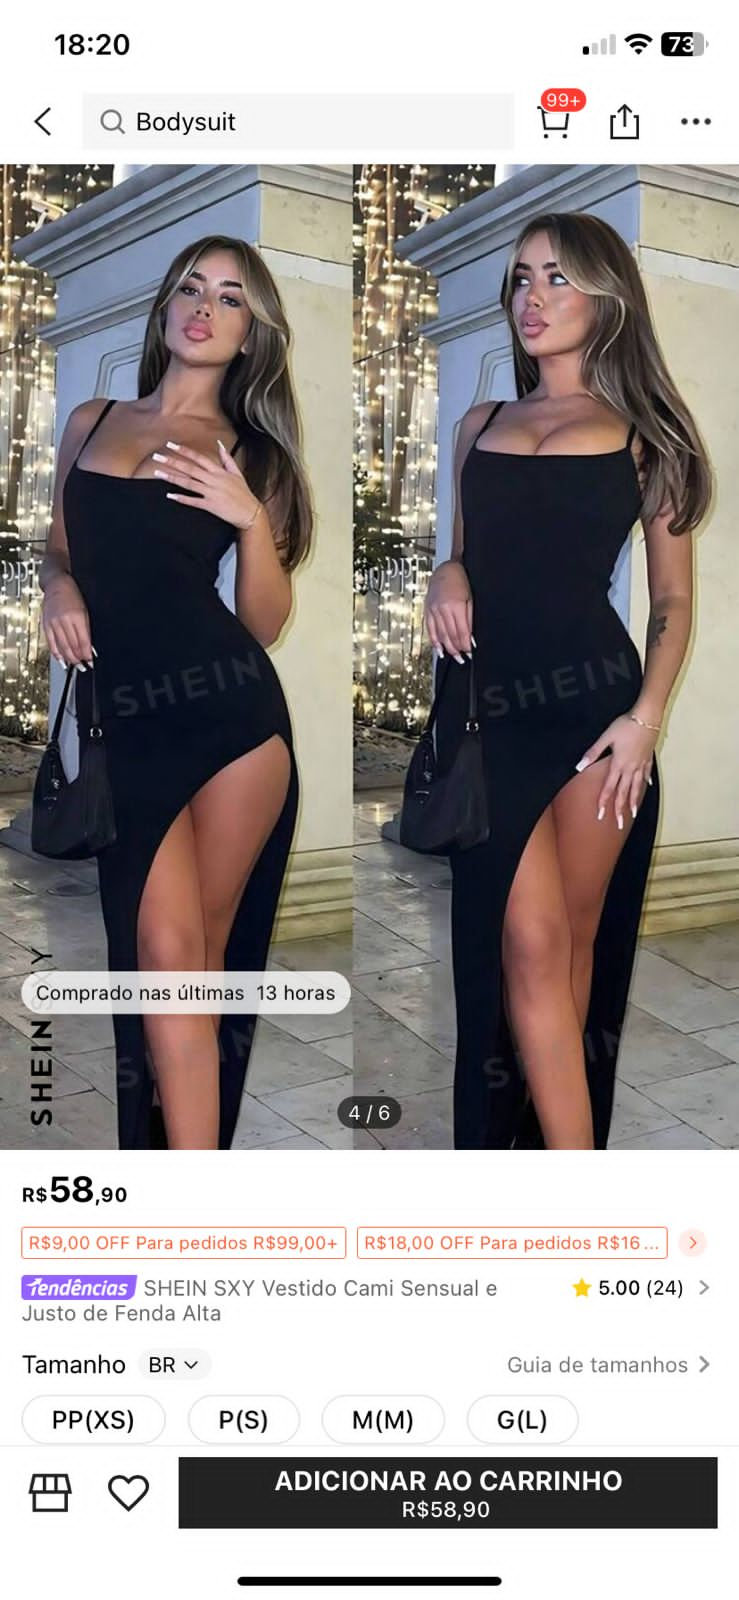 18:20
73
Bodysuit
99+
SHEIN
SHEIN
Comprado nas últimas 13 horas
SHEIN SXY
4 / 6
R$58,90
R$9,00 OFF Para pedidos R$99,00+
R$18,00 OFF Para pedidos R$16...
Tendências SHEIN SXY Vestido Cami Sensual e
Justo de Fenda Alta
5.00 (24)
Tamanho BR
Guia de tamanhos
PP(XS)
P(S)
M(M)
G(L)
ADICIONAR AO CARRINHO
R$58,90